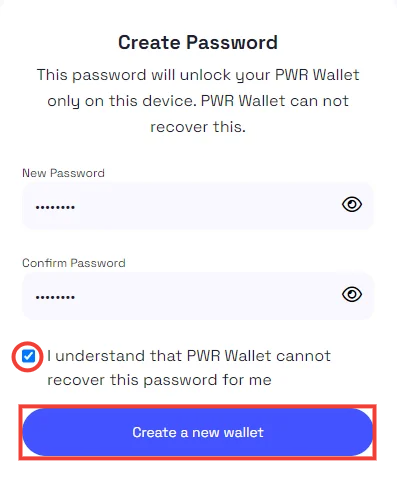 Create Password
This password will unlock your PWR Wallet
only on this device. PWR Wallet can not
recover this.
New Password
••••••••
Confirm Password
••••••••
I understand that PWR Wallet cannot
recover this password for me
Create a new wallet